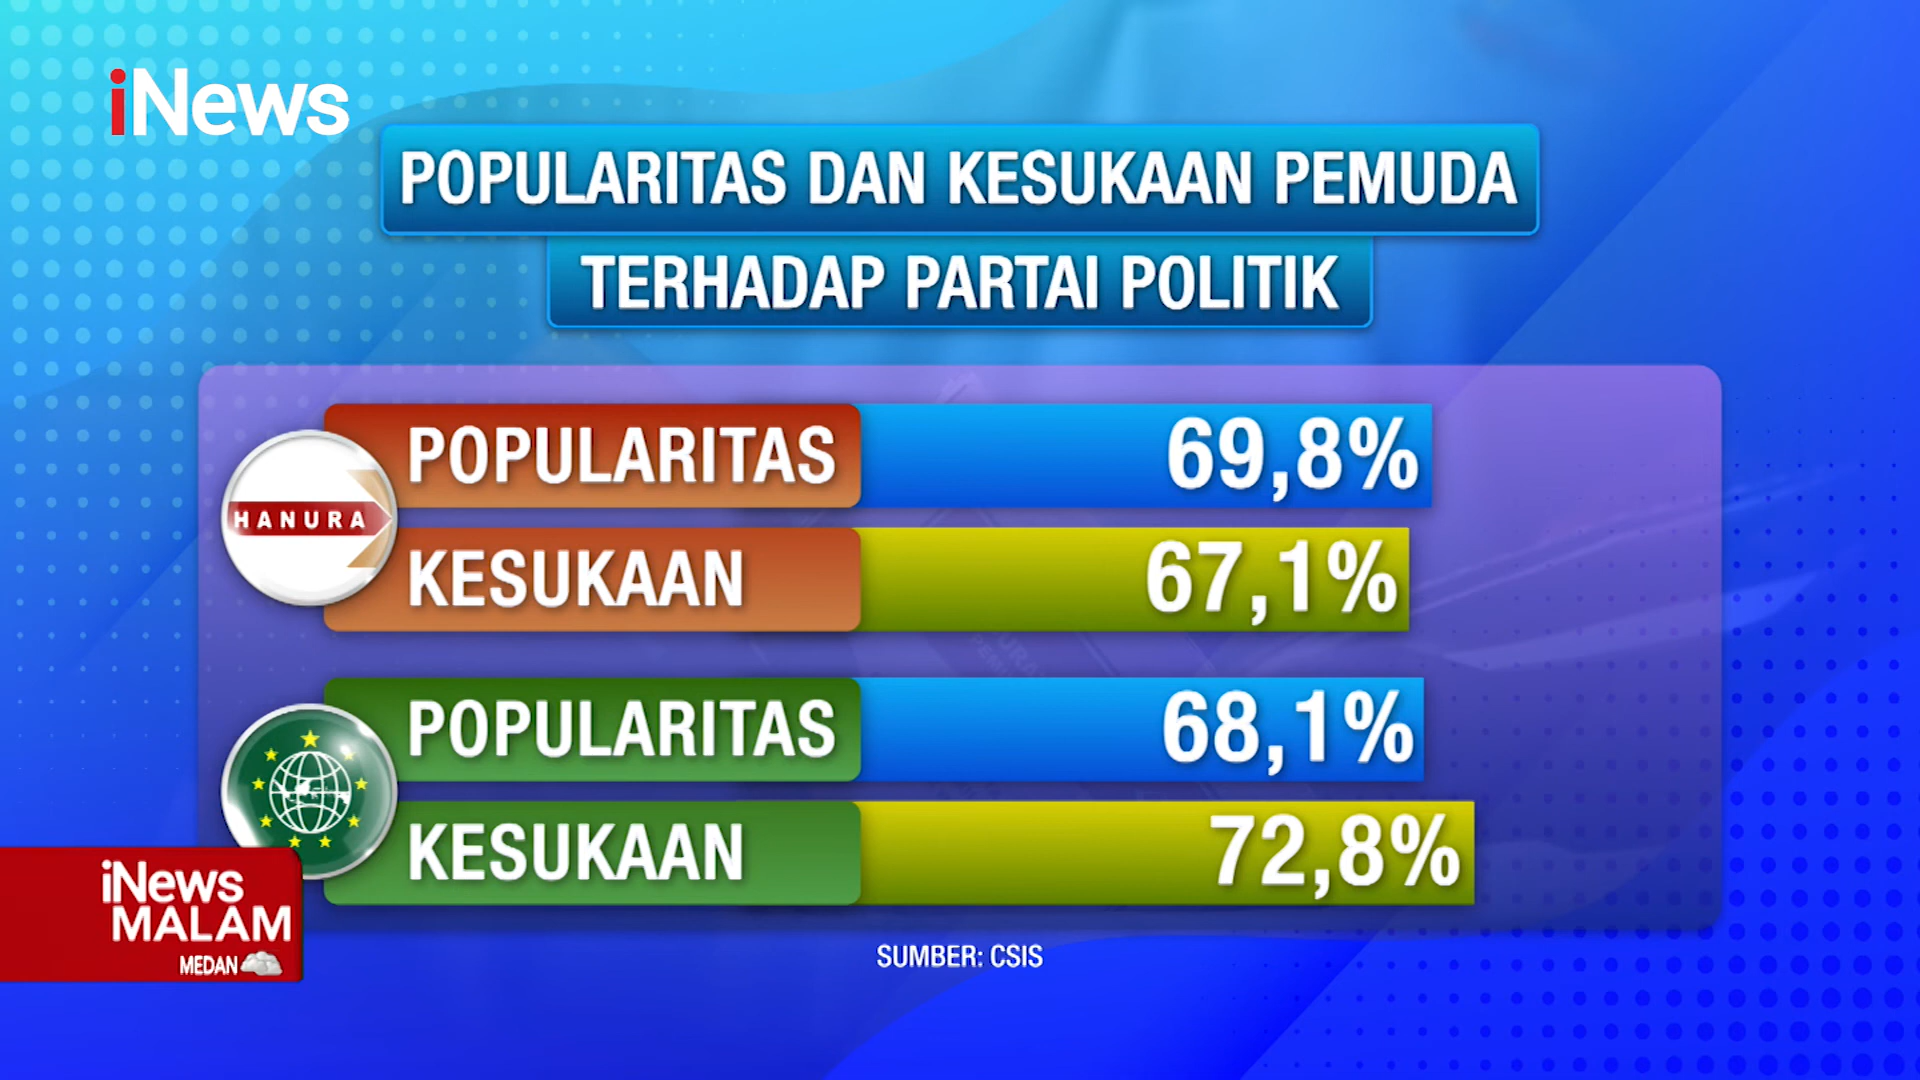 iNews
POPULARITAS DAN KESUKAAN PEMUDA
TERHADAP PARTAI POLITIK
POPULARITAS 69,8%
HANURA
KESUKAAN 67,1%
POPULARITAS 68,1%
KESUKAAN 72,8%
iNews
MALAM
MEDAN
SUMBER: CSIS